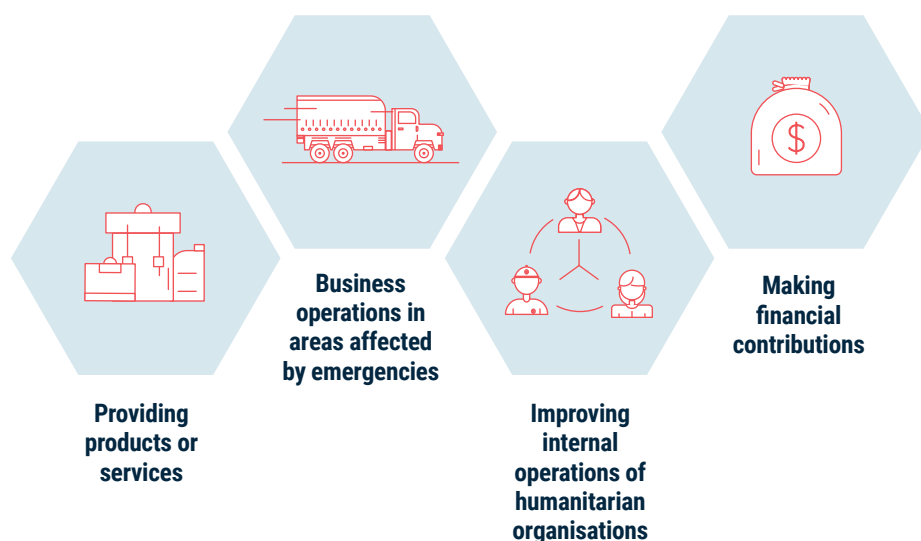 $
Providing
products or
services
Business
operations in
areas affected
by emergencies
Improving
internal
operations of
humanitarian
organisations
Making
financial
contributions